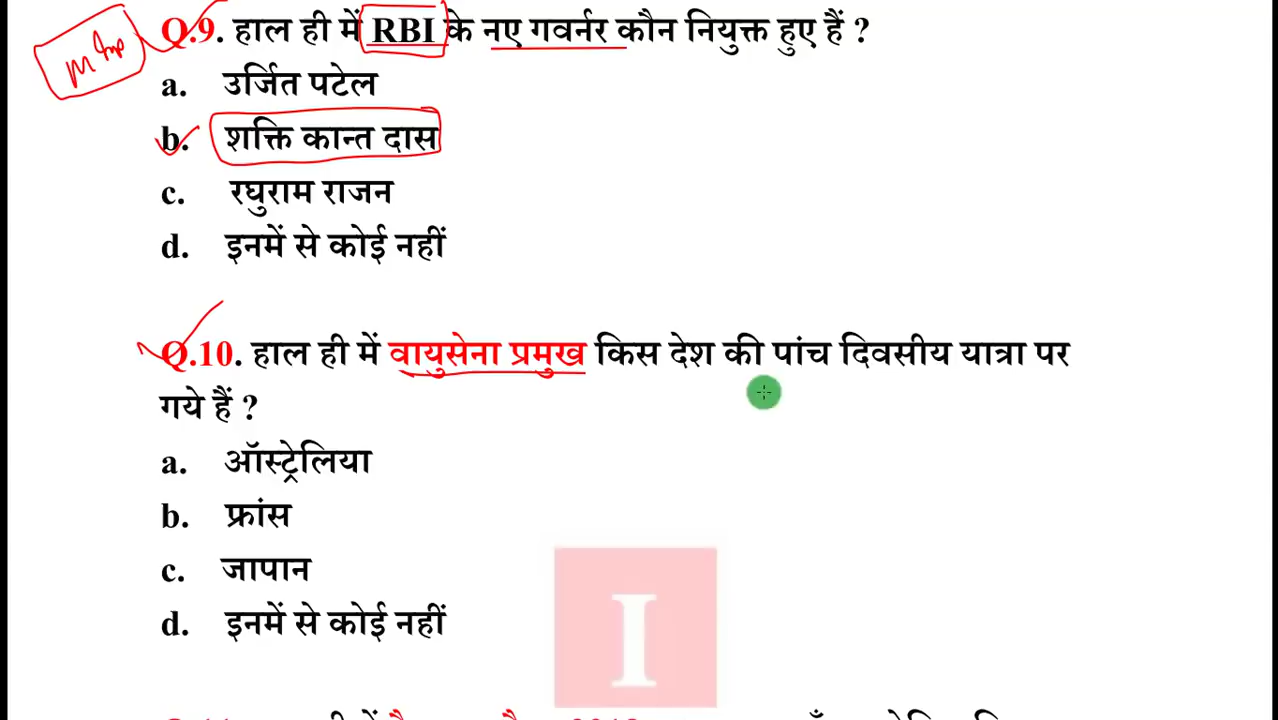 M Imp
Q.9. हाल ही में RBI के नए गवर्नर कौन नियुक्त हुए हैं ?
a. उर्जित पटेल
b. शक्ति कान्त दास
c. रघुराम राजन
d. इनमें से कोई नहीं
Q.10. हाल ही में वायुसेना प्रमुख किस देश की पांच दिवसीय यात्रा पर
गये हैं ?
a. ऑस्ट्रेलिया
b. फ्रांस
c. जापान
d. इनमें से कोई नहीं
I